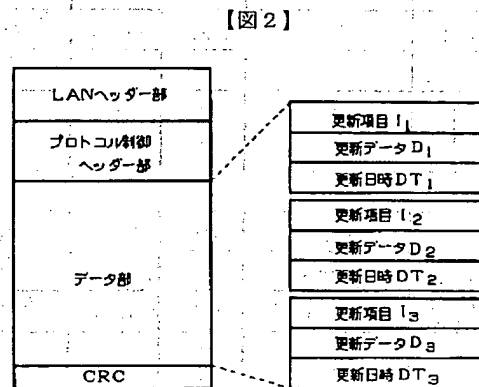 【図2】
LANヘッダー部
プロトコル制御
ヘッダー部
データ部
CRC
更新項目 I₁
更新データ D₁
更新日時 DT₁
更新項目 I₂
更新データ D₂
更新日時 DT₂
更新項目 I₃
更新データ D₃
更新日時 DT₃